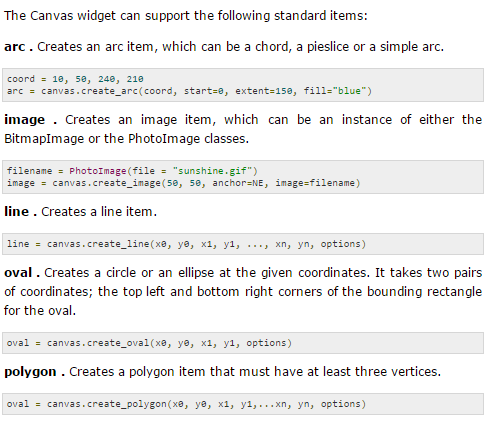 The Canvas widget can support the following standard items:
arc . Creates an arc item, which can be a chord, a pieslice or a simple arc.
coord = 10, 50, 240, 210
arc = canvas.create_arc(coord, start=0, extent=150, fill="blue")
image . Creates an image item, which can be an instance of either the
BitmapImage or the PhotoImage classes.
filename = PhotoImage(file = "sunshine.gif")
image = canvas.create_image(50, 50, anchor=NE, image=filename)
line . Creates a line item.
line = canvas.create_line(x0, y0, x1, y1, ..., xn, yn, options)
oval . Creates a circle or an ellipse at the given coordinates. It takes two pairs
of coordinates; the top left and bottom right corners of the bounding rectangle
for the oval.
oval = canvas.create_oval(x0, y0, x1, y1, options)
polygon . Creates a polygon item that must have at least three vertices.
oval = canvas.create_polygon(x0, y0, x1, y1,...xn, yn, options)